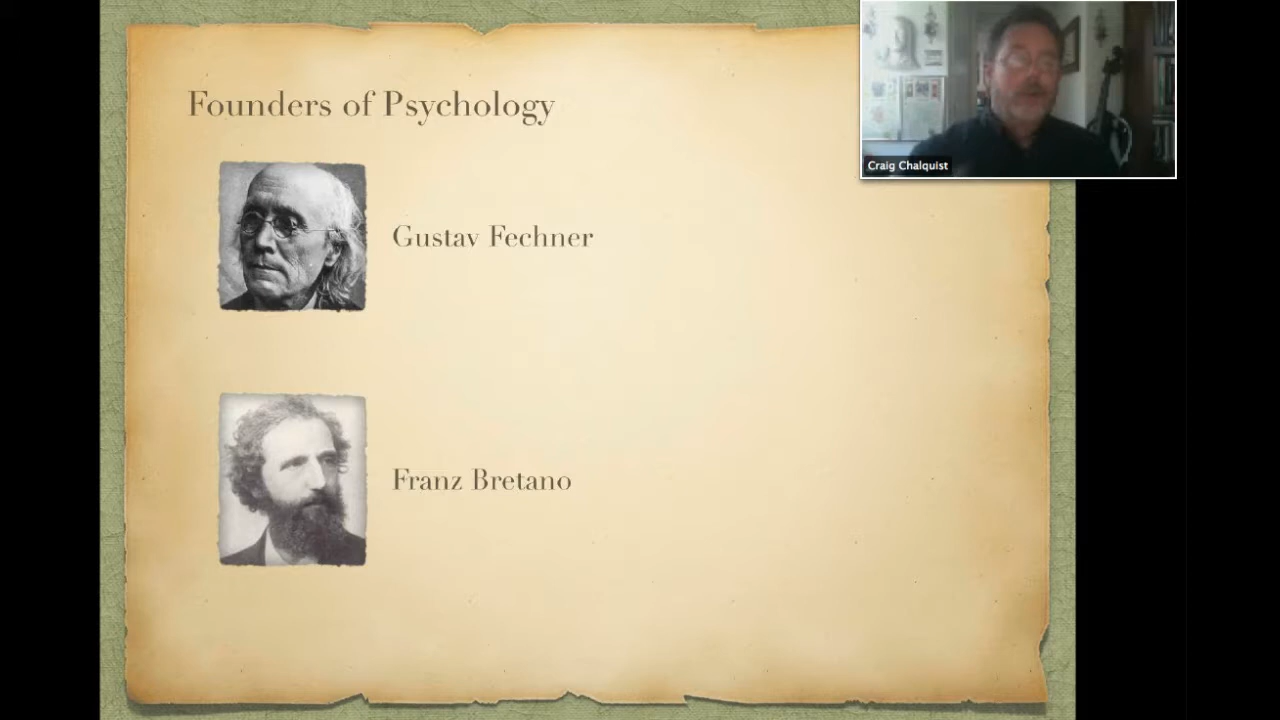 Founders of Psychology
Craig Chalquist
Gustav Fechner
Franz Bretano